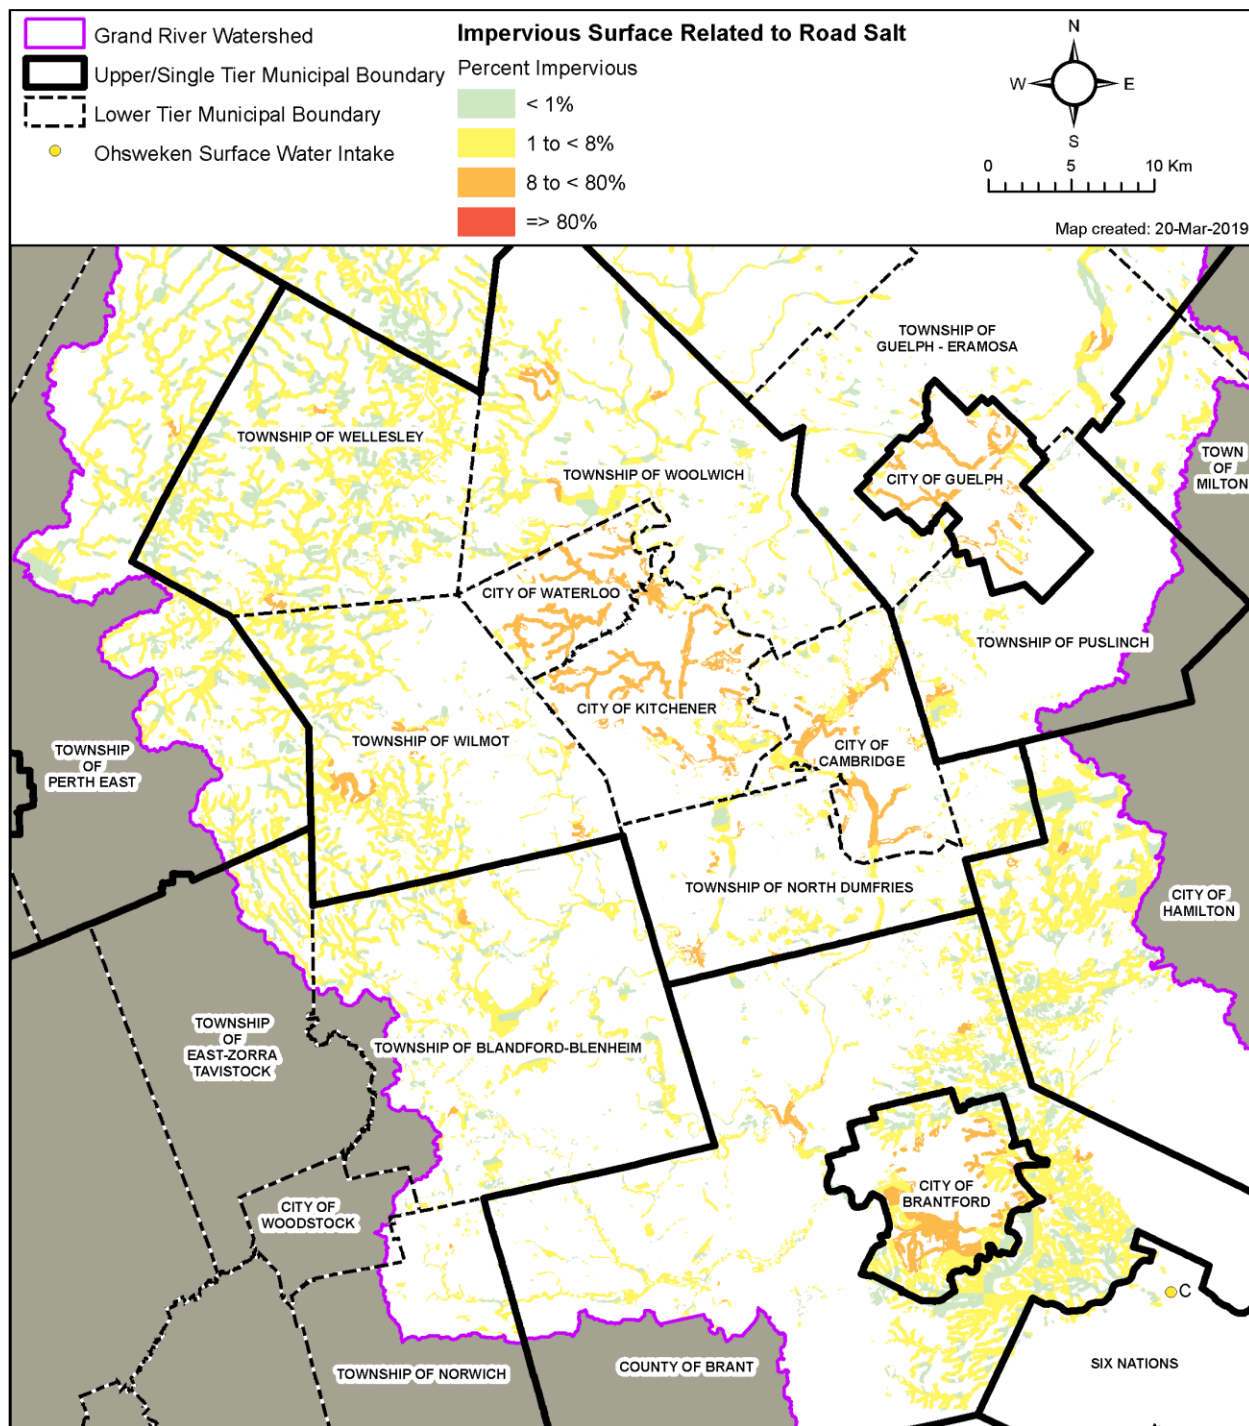 Grand River Watershed
Upper/Single Tier Municipal Boundary
Lower Tier Municipal Boundary
Ohsweken Surface Water Intake
Impervious Surface Related to Road Salt
Percent Impervious
< 1%
1 to < 8%
8 to < 80%
=> 80%
N
W
E
S
0 5 10 Km
Map created: 20-Mar-2019
TOWNSHIP OF
GUELPH - ERAMOSA
TOWNSHIP OF WELLESLEY
TOWNSHIP OF WOOLWICH
CITY OF GUELPH
TOWN
OF
MILTON
CITY OF WATERLOO
TOWNSHIP OF PUSLINCH
CITY OF KITCHENER
TOWNSHIP OF WILMOT
CITY OF
CAMBRIDGE
TOWNSHIP
OF
PERTH EAST
TOWNSHIP OF NORTH DUMFRIES
CITY OF
HAMILTON
TOWNSHIP
OF
EAST-ZORRA
TAVISTOCK
TOWNSHIP OF BLANDFORD-BLENHEIM
CITY OF
BRANTFORD
CITY OF
WOODSTOCK
C
TOWNSHIP OF NORWICH
COUNTY OF BRANT
SIX NATIONS